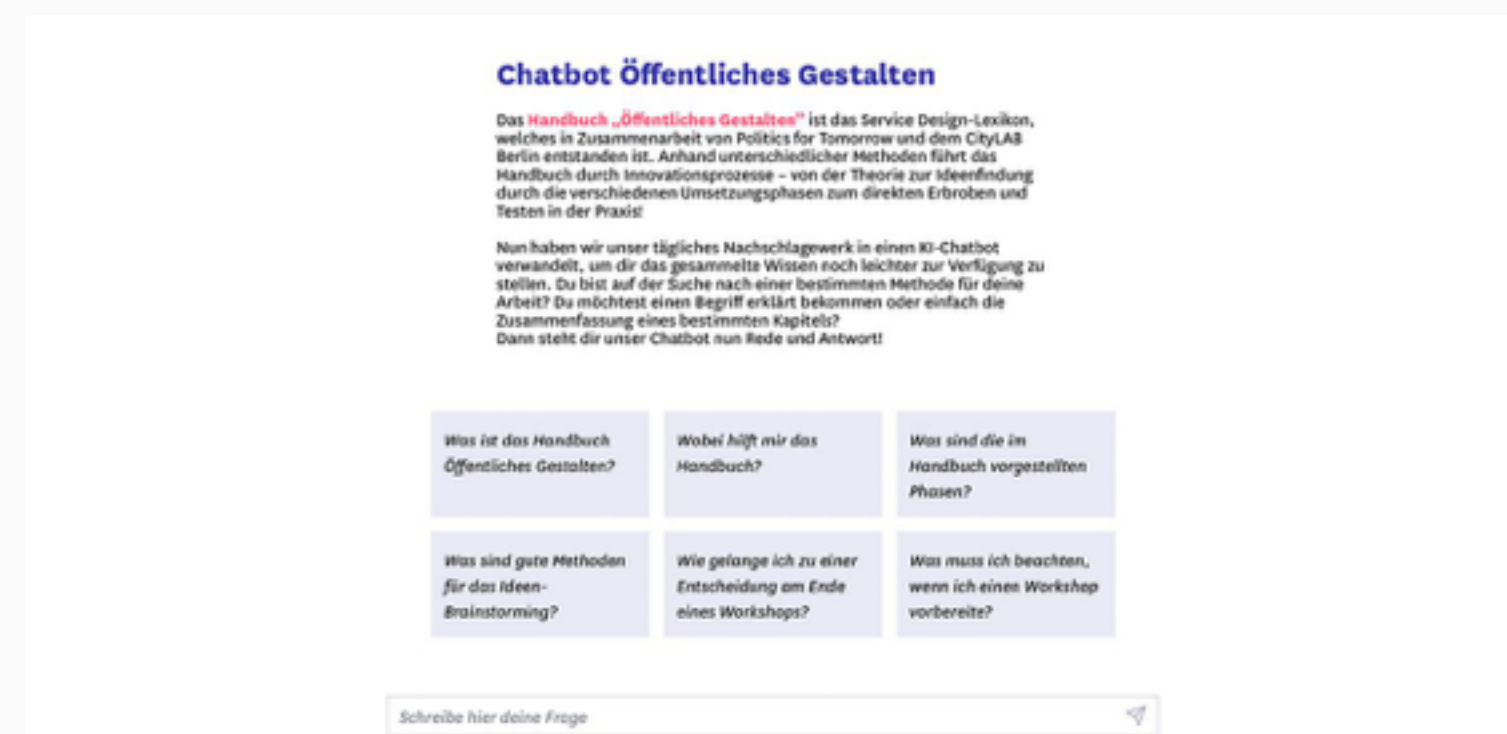 Chatbot Öffentliches Gestalten
Das Handbuch „Öffentliches Gestalten" ist das Service Design-Lexikon,
welches in Zusammenarbeit von Politics for Tomorrow und dem CityLAB
Berlin entstanden ist. Anhand unterschiedlicher Methoden führt das
Handbuch durch Innovationsprozesse – von der Theorie zur Ideenfindung
durch die verschiedenen Umsetzungsphasen zum direkten Erbroben und
Testen in der Praxis!
Nun haben wir unser tägliches Nachschlagewerk in einen KI-Chatbot
verwandelt, um dir das gesammelte Wissen noch leichter zur Verfügung zu
stellen. Du bist auf der Suche nach einer bestimmten Methode für deine
Arbeit? Du möchtest einen Begriff erklärt bekommen oder einfach die
Zusammenfassung eines bestimmten Kapitels?
Dann steht dir unser Chatbot nun Rede und Antwort!
Was ist das Handbuch
Öffentliches Gestalten?
Wobei hilft mir das
Handbuch?
Was sind die im
Handbuch vorgestellten
Phasen?
Was sind gute Methoden
für das Ideen-
Brainstorming?
Wie gelange ich zu einer
Entscheidung am Ende
eines Workshops?
Was muss ich beachten,
wenn ich einen Workshop
vorbereite?
Schreibe hier deine Frage